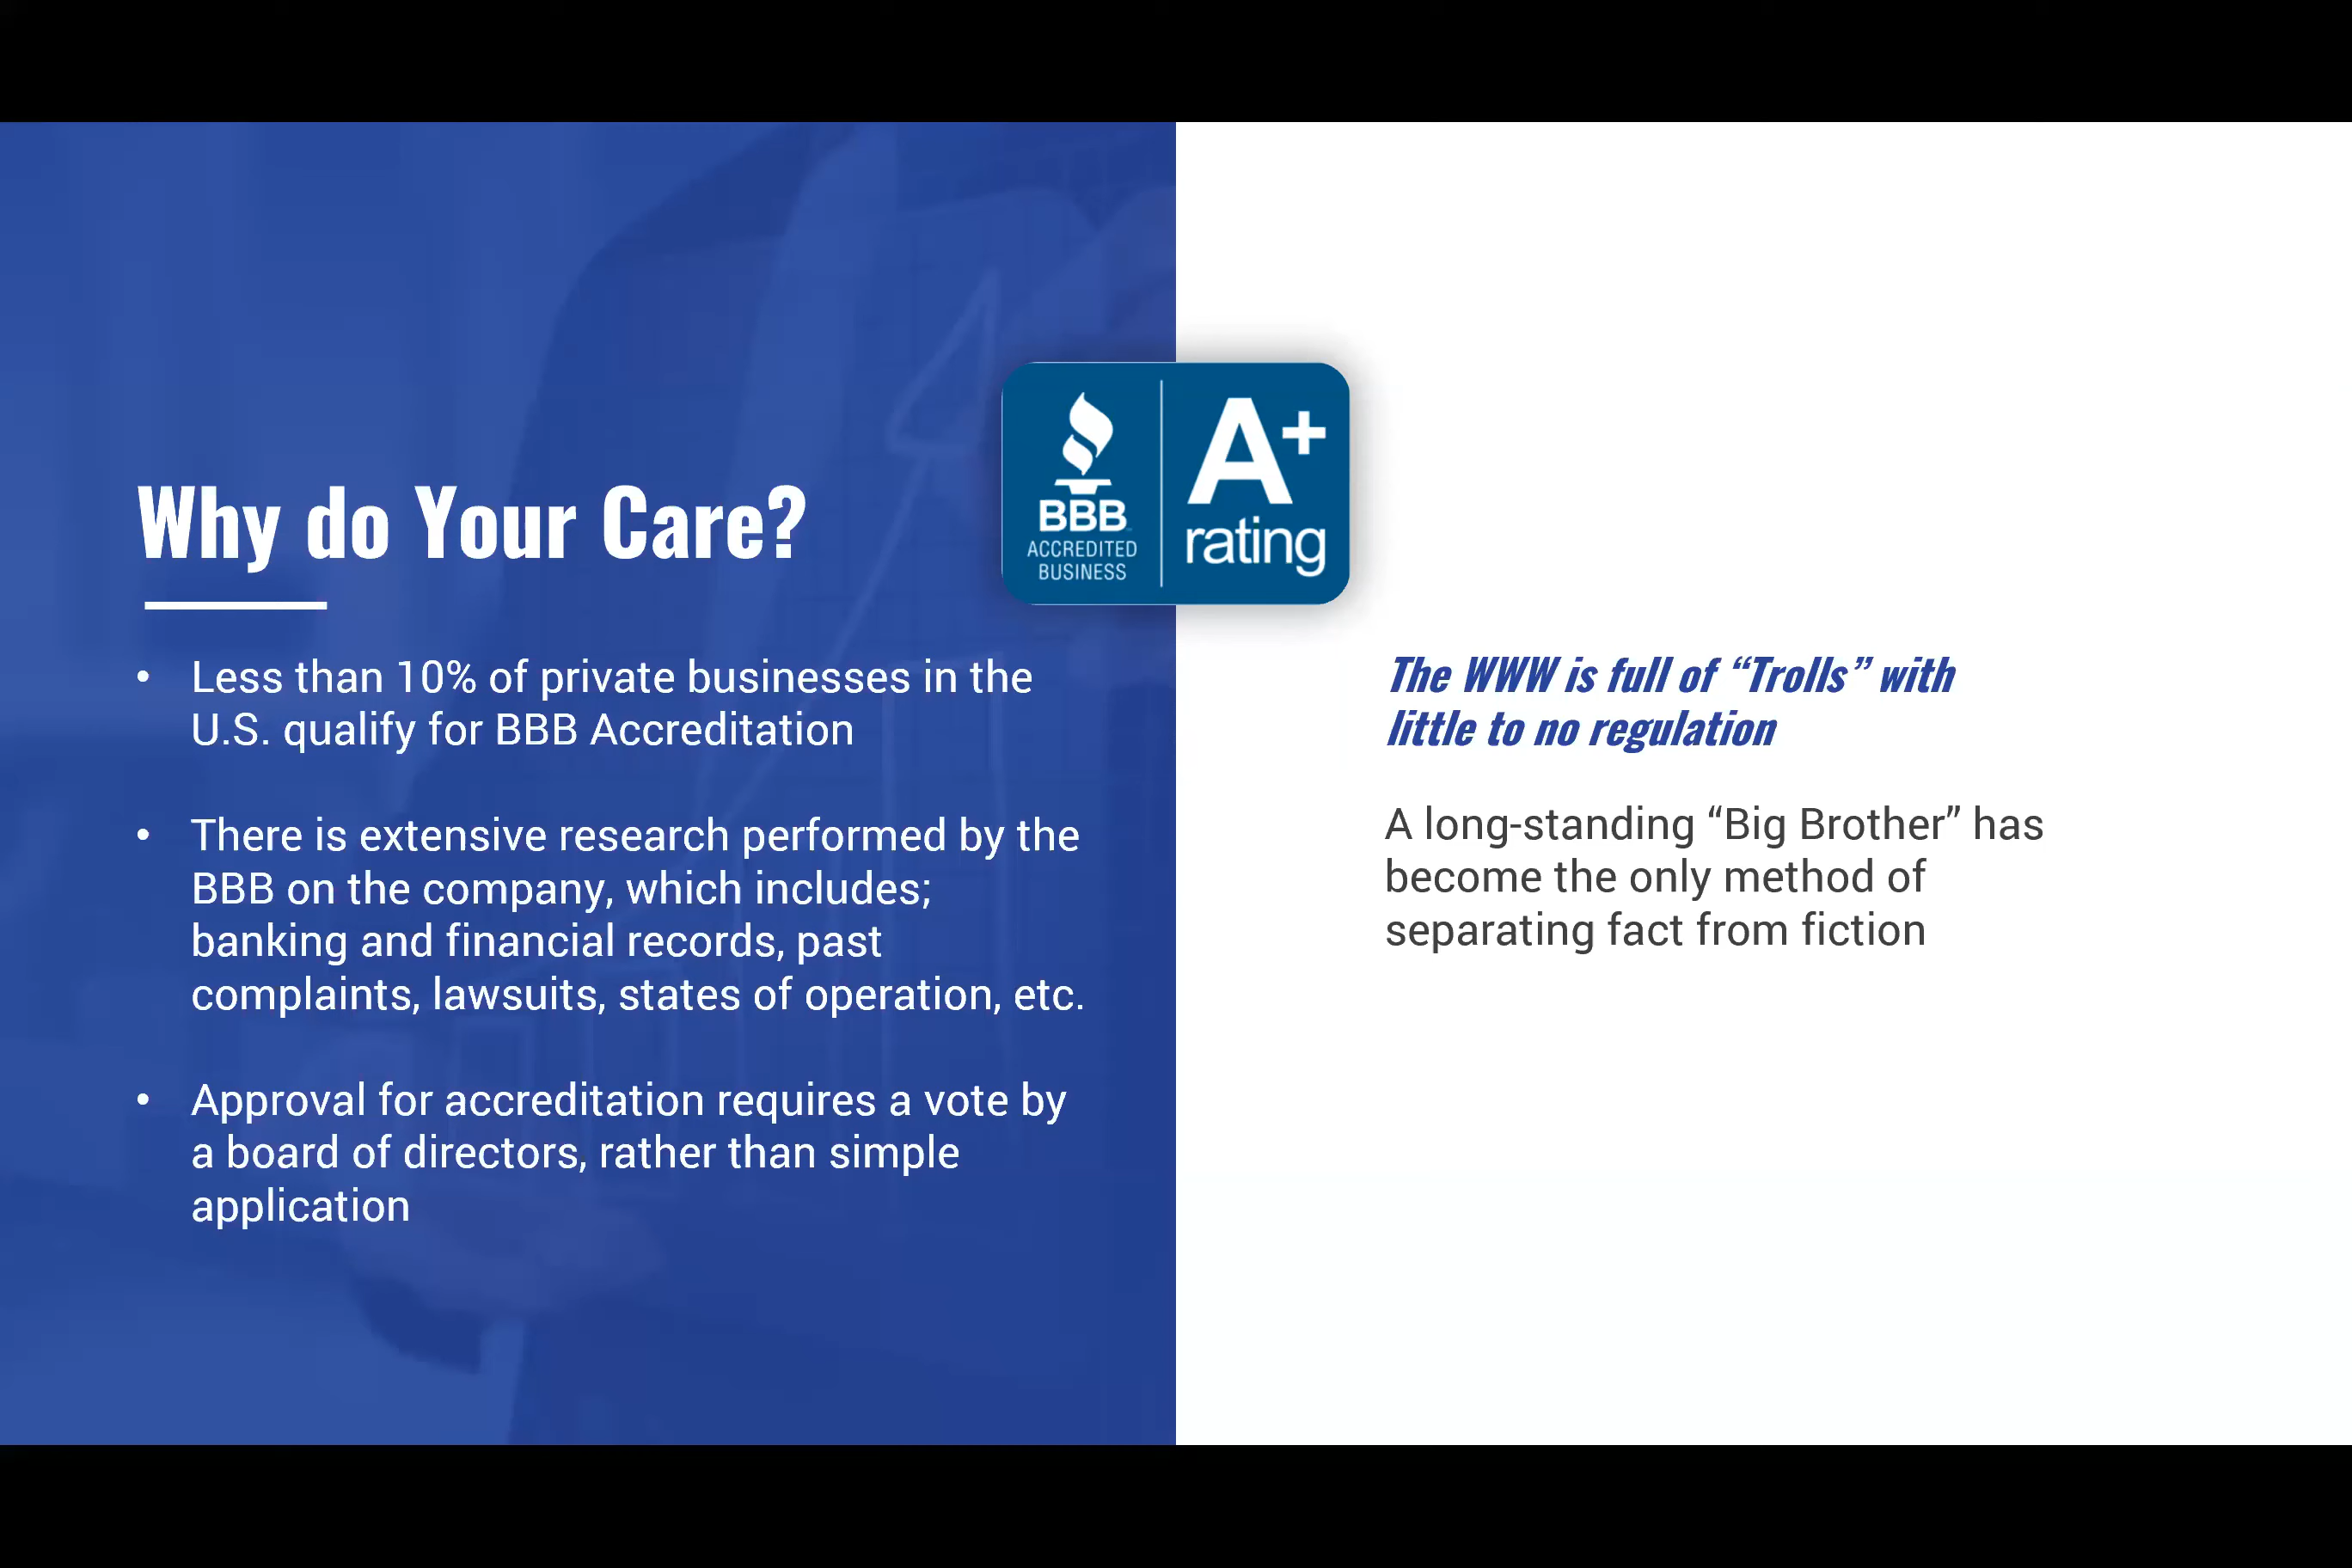 Why do Your Care?
• Less than 10% of private businesses in the
U.S. qualify for BBB Accreditation
• There is extensive research performed by the
BBB on the company, which includes;
banking and financial records, past
complaints, lawsuits, states of operation, etc.
• Approval for accreditation requires a vote by
a board of directors, rather than simple
application
BBB
ACCREDITED
BUSINESS
A+
rating
The WWW is full of “Trolls” with
little to no regulation
A long-standing “Big Brother” has
become the only method of
separating fact from fiction